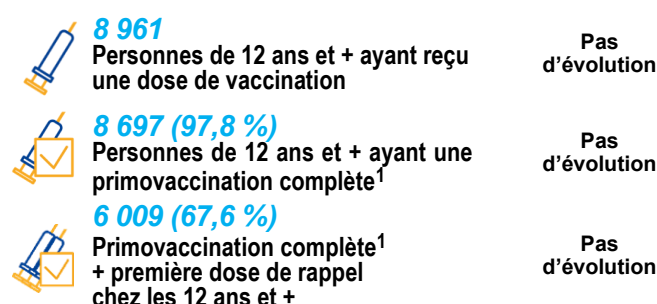 8 961
Personnes de 12 ans et + ayant reçu
une dose de vaccination
Pas
d'évolution
8 697 (97,8 %)
Personnes de 12 ans et + ayant une
primovaccination complète1
Pas
d'évolution
6 009 (67,6 %)
Primovaccination complète1
+ première dose de rappel
chez les 12 ans et +
Pas
d'évolution